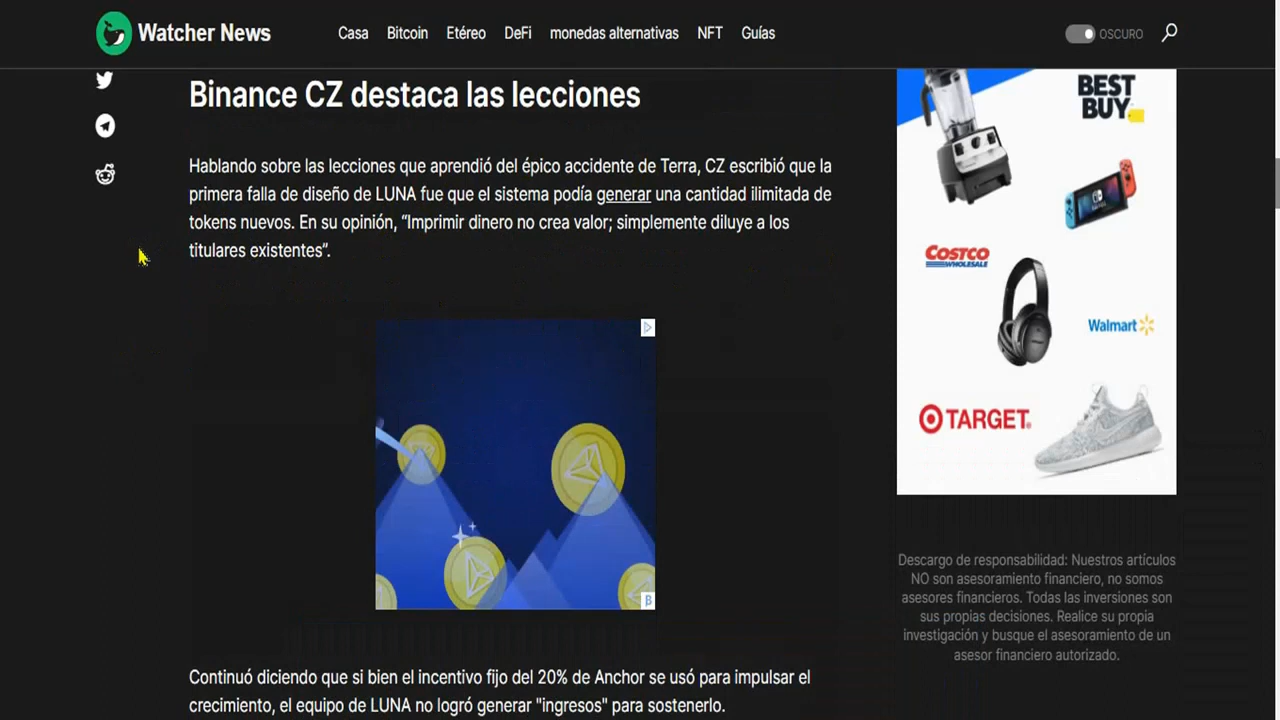 Watcher News
Casa Bitcoin Etéreo DeFi monedas alternativas NFT Guías
OSCURO
Binance CZ destaca las lecciones
Hablando sobre las lecciones que aprendió del épico accidente de Terra, CZ escribió que la
primera falla de diseño de LUNA fue que el sistema podía generar una cantidad ilimitada de
tokens nuevos. En su opinión, “Imprimir dinero no crea valor; simplemente diluye a los
titulares existentes”.
Continuó diciendo que si bien el incentivo fijo del 20% de Anchor se usó para impulsar el
crecimiento, el equipo de LUNA no logró generar "ingresos" para sostenerlo.
BEST
BUY
COSTCO
WHOLESALE
Walmart
TARGET.
Descargo de responsabilidad: Nuestros artículos
NO son asesoramiento financiero, no somos
asesores financieros. Todas las inversiones son
sus propias decisiones. Realice su propia
investigación y busque el asesoramiento de un
asesor financiero autorizado.